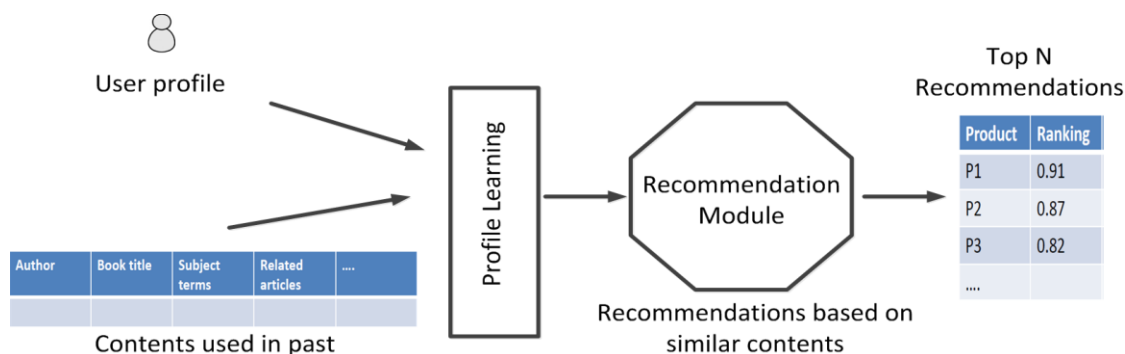 User profile
Author Book title Subject terms Related articles ....
Contents used in past
Profile Learning
Recommendation
Module
Recommendations based on
similar contents
Top N
Recommendations
Product Ranking
P1 0.91
P2 0.87
P3 0.82
....